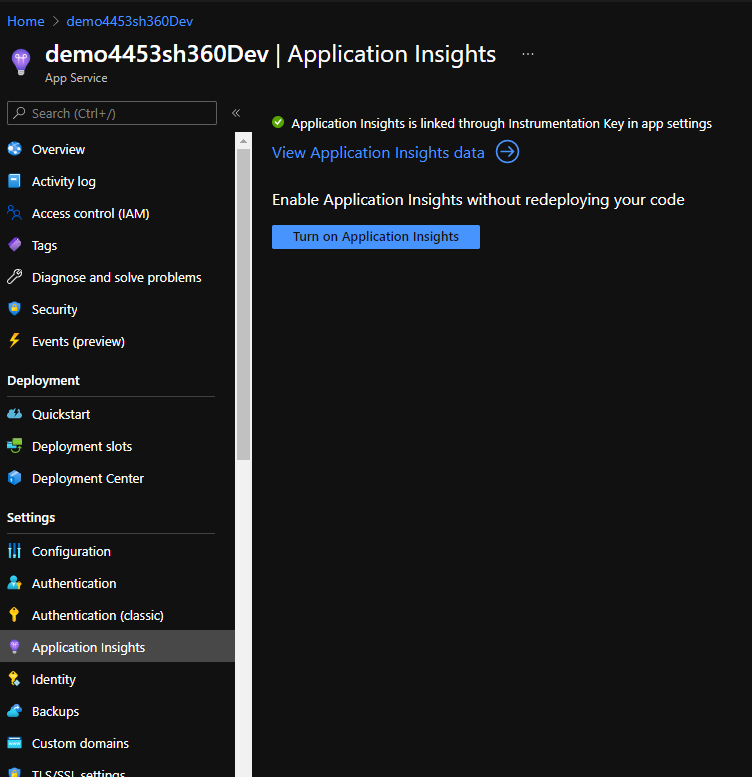 Home > demo4453sh360Dev
demo4453sh360Dev | Application Insights ...
App Service
Search (Ctrl+/)
«
Overview
Activity log
Access control (IAM)
Tags
Diagnose and solve problems
Security
Events (preview)
Deployment
Quickstart
Deployment slots
Deployment Center
Settings
Configuration
Authentication
Authentication (classic)
Application Insights
Identity
Backups
Custom domains
TLS/SSL settings
Application Insights is linked through Instrumentation Key in app settings
View Application Insights data
Enable Application Insights without redeploying your code
Turn on Application Insights